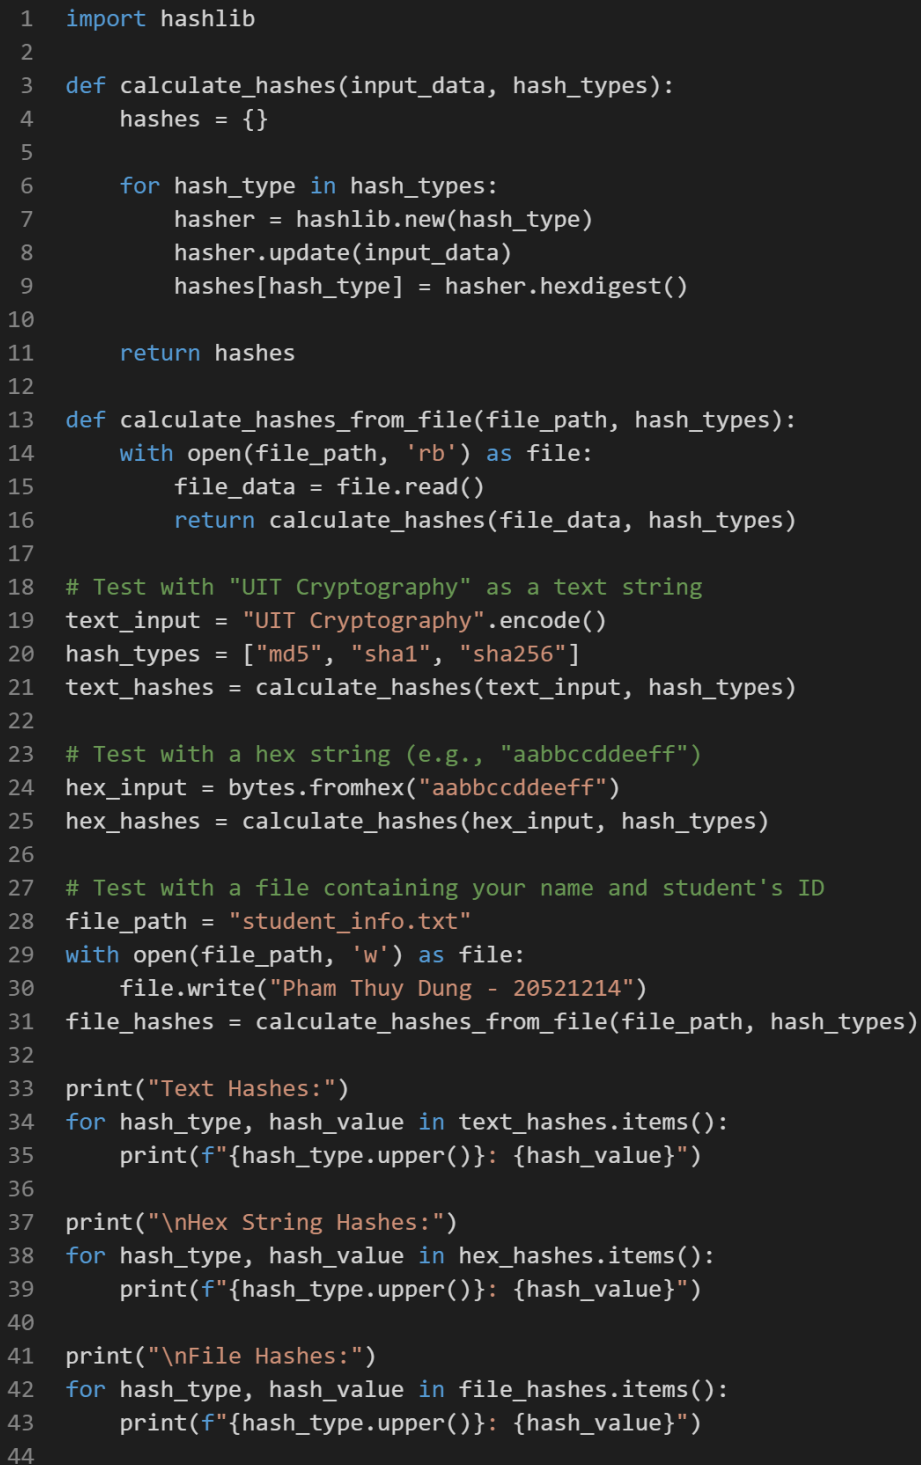 1 import hashlib
2
3 def calculate_hashes(input_data, hash_types):
4     hashes = {}
5
6     for hash_type in hash_types:
7         hasher = hashlib.new(hash_type)
8         hasher.update(input_data)
9         hashes[hash_type] = hasher.hexdigest()
10
11     return hashes
12
13 def calculate_hashes_from_file(file_path, hash_types):
14     with open(file_path, 'rb') as file:
15         file_data = file.read()
16         return calculate_hashes(file_data, hash_types)
17
18 # Test with "UIT Cryptography" as a text string
19 text_input = "UIT Cryptography".encode()
20 hash_types = ["md5", "sha1", "sha256"]
21 text_hashes = calculate_hashes(text_input, hash_types)
22
23 # Test with a hex string (e.g., "aabbccddeeff")
24 hex_input = bytes.fromhex("aabbccddeeff")
25 hex_hashes = calculate_hashes(hex_input, hash_types)
26
27 # Test with a file containing your name and student's ID
28 file_path = "student_info.txt"
29 with open(file_path, 'w') as file:
30     file.write("Pham Thuy Dung - 20521214")
31 file_hashes = calculate_hashes_from_file(file_path, hash_types)
32
33 print("Text Hashes:")
34 for hash_type, hash_value in text_hashes.items():
35     print(f"{hash_type.upper()}: {hash_value}")
36
37 print("\nHex String Hashes:")
38 for hash_type, hash_value in hex_hashes.items():
39     print(f"{hash_type.upper()}: {hash_value}")
40
41 print("\nFile Hashes:")
42 for hash_type, hash_value in file_hashes.items():
43     print(f"{hash_type.upper()}: {hash_value}")
44